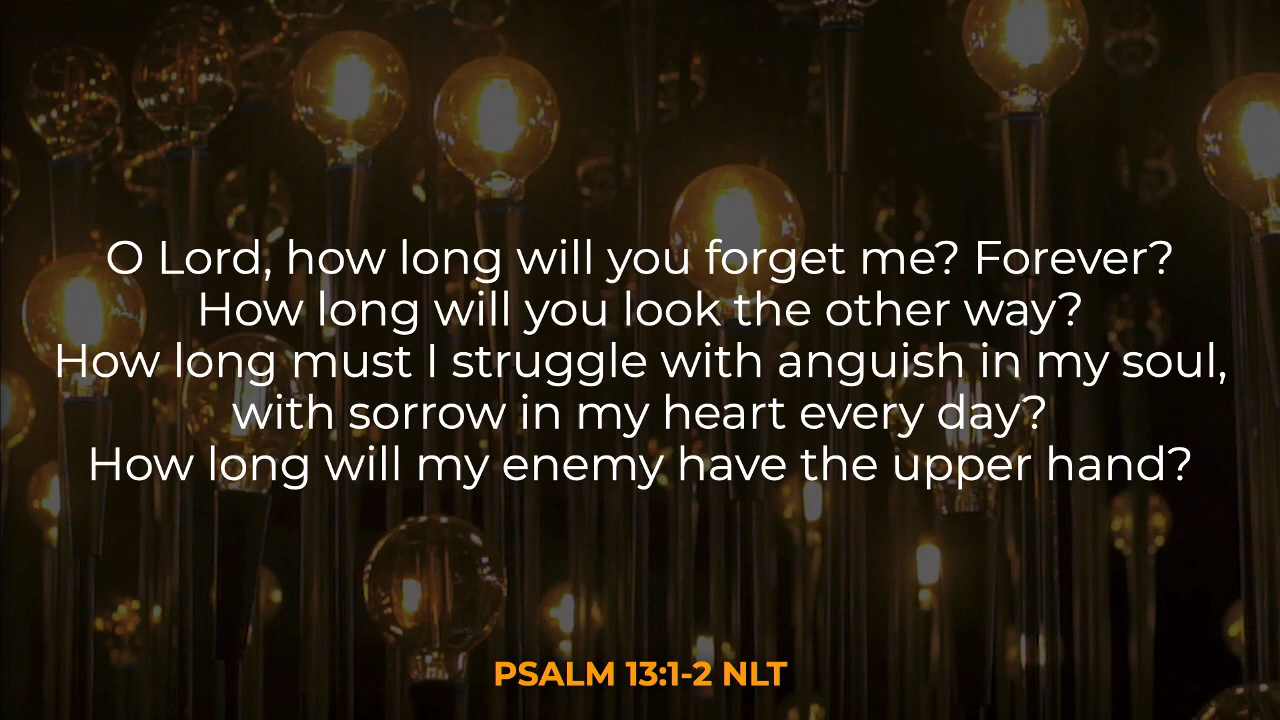 O Lord, how long will you forget me? Forever?
How long will you look the other way?
How long must I struggle with anguish in my soul,
with sorrow in my heart every day?
How long will my enemy have the upper hand?
PSALM 13:1-2 NLT